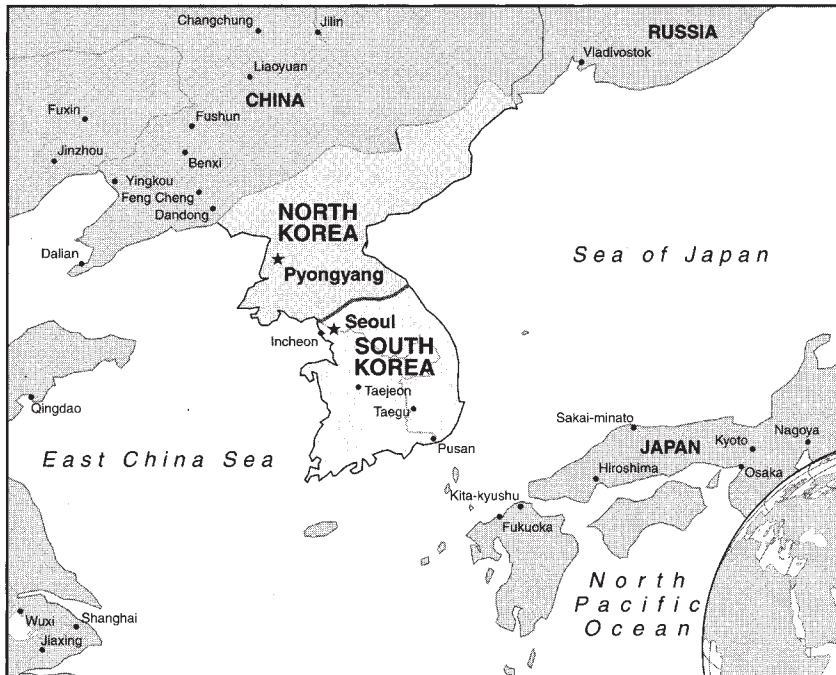 Changchung
Jilin
RUSSIA
Vladivostok
Liaoyuan
CHINA
Fuxin
Fushun
Jinzhou
Benxi
Yingkou
Feng Cheng
Dandong
NORTH
KOREA
Dalian
Pyongyang
Sea of Japan
Seoul
Incheon
SOUTH
KOREA
Taejeon
Taegu
Qingdao
Pusan
Sakai-minato
JAPAN
Kyoto
Nagoya
East China Sea
Hiroshima
Osaka
Kita-kyushu
Fukuoka
North
Pacific
Ocean
Wuxi
Shanghai
Jiaxing